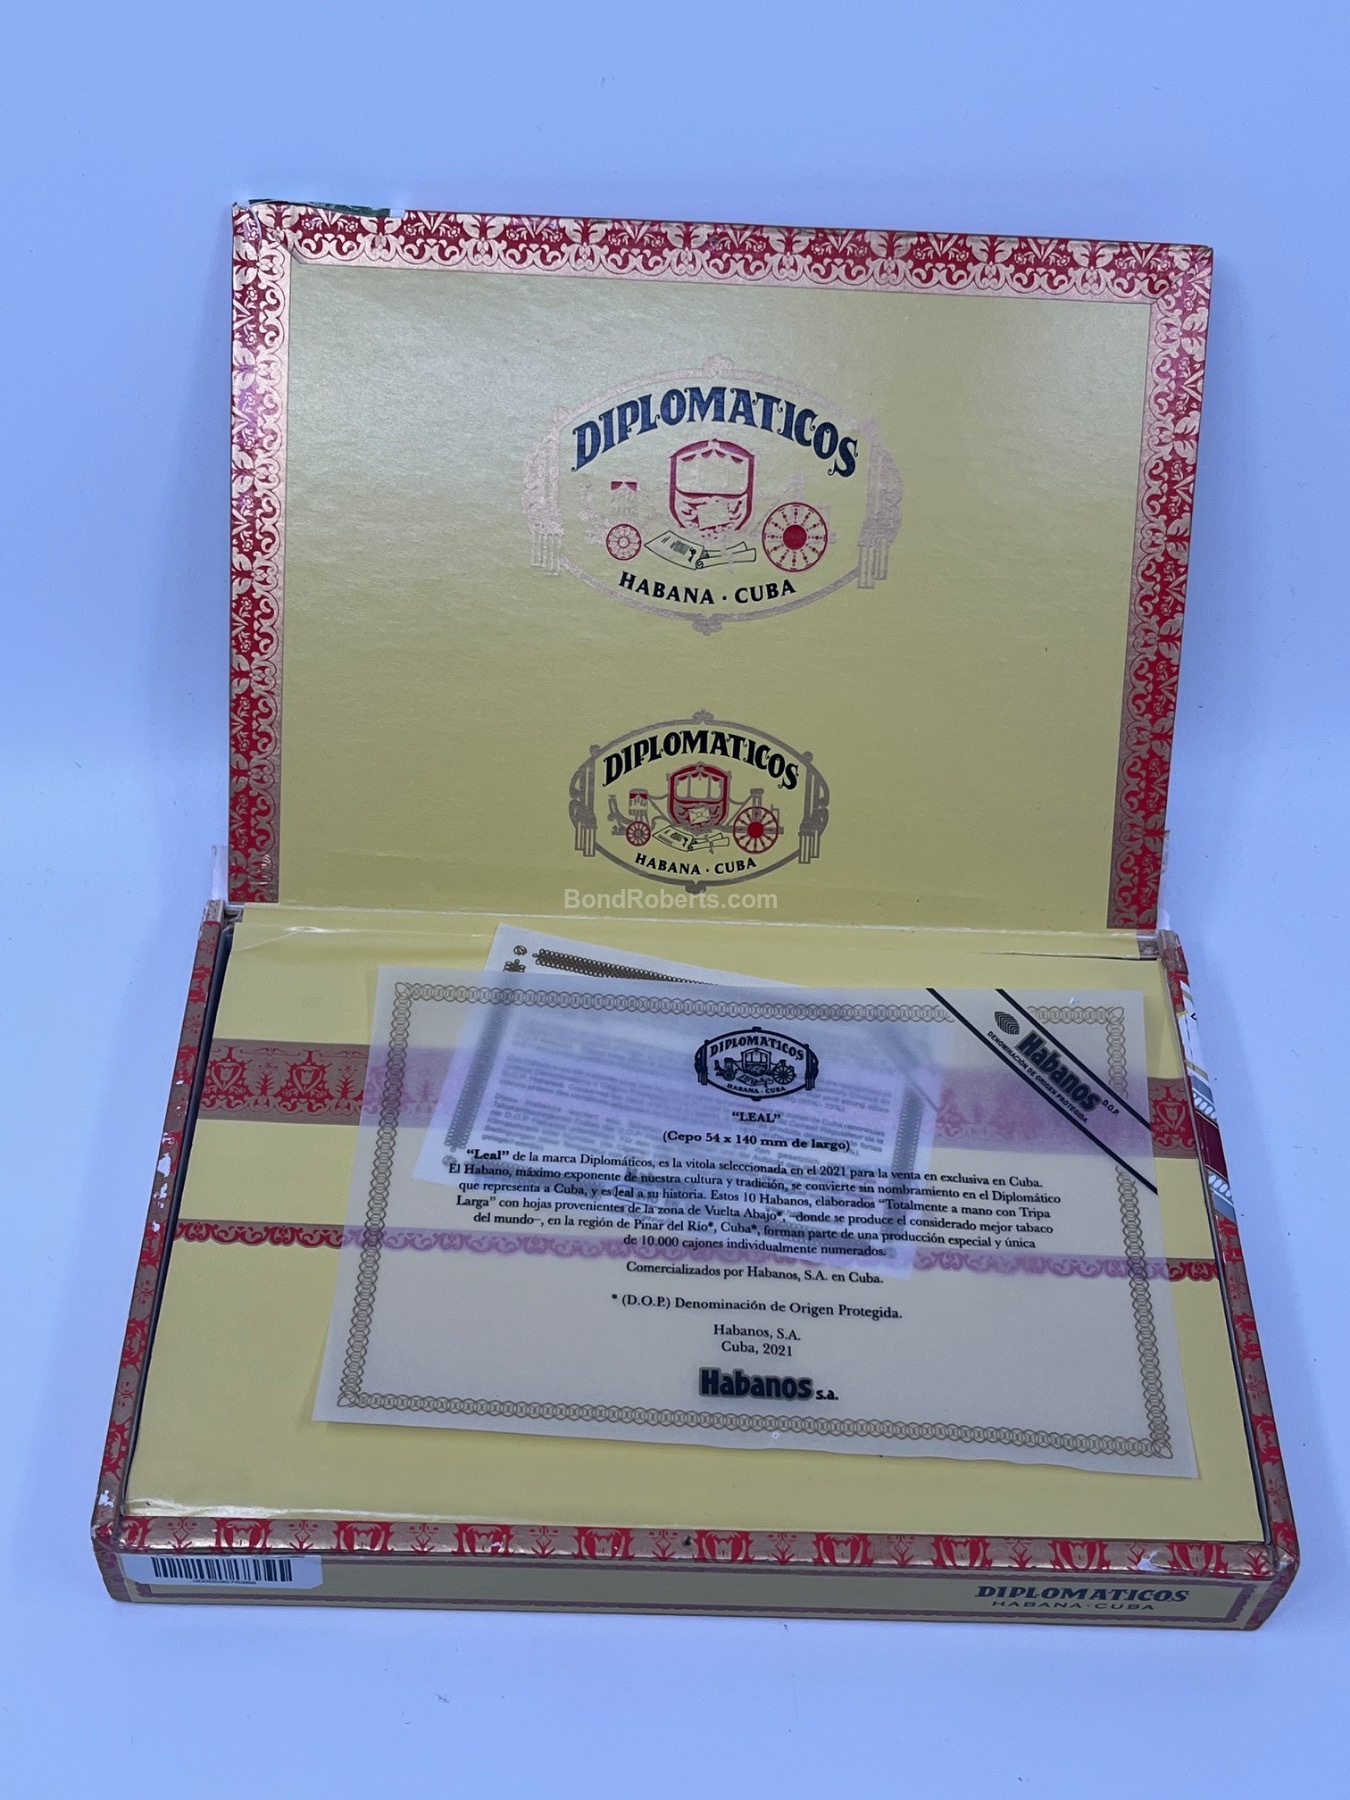 DIPLOMATICOS
HABANA · CUBA
DIPLOMATICOS
HABANA · CUBA
BondRoberts.com
Habanos D.O.P.
DENOMINACIÓN DE ORIGEN PROTEGIDA
DIPLOMATICOS
HABANA · CUBA
"LEAL"
(Cepo 54 x 140 mm de largo)
"Leal" de la marca Diplomáticos, es la vitola seleccionada en el 2021 para la venta en exclusiva en Cuba.
El Habano, máximo exponente de nuestra cultura y tradición, se convierte sin nombramiento en el Diplomático
que representa a Cuba, y es leal a su historia. Estos 10 Habanos, elaborados "Totalmente a mano con Tripa
Larga" con hojas provenientes de la zona de Vuelta Abajo*, –donde se produce el considerado mejor tabaco
del mundo–, en la región de Pinar del Río*, Cuba*, forman parte de una producción especial y única
de 10.000 cajones individualmente numerados.
Comercializados por Habanos, S.A. en Cuba.
* (D.O.P.) Denominación de Origen Protegida.
Habanos, S.A.
Cuba, 2021
Habanos s.a.
DIPLOMATICOS
HABANA · CUBA